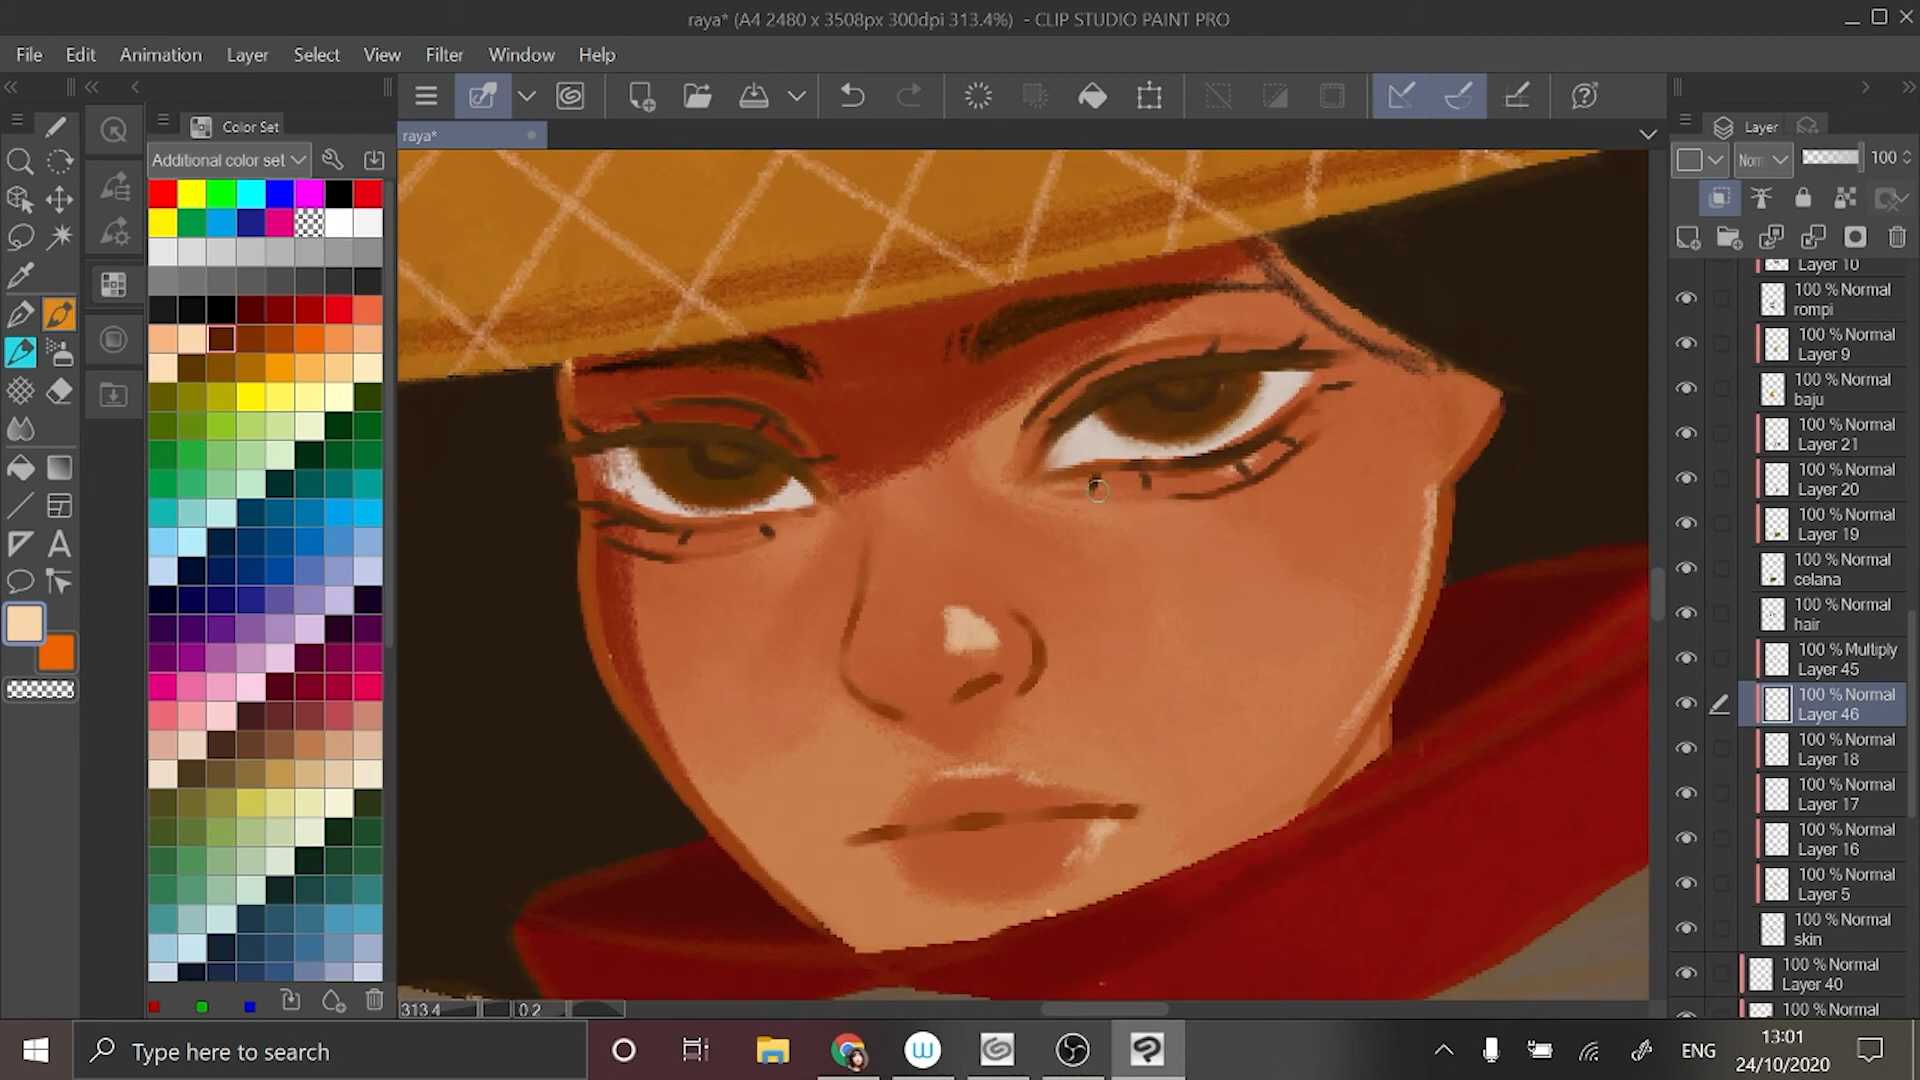 raya* (A4 2480 x 3508px 300dpi 313.4%) - CLIP STUDIO PAINT PRO
File Edit Animation Layer Select View Filter Window Help
raya*
Color Set
Additional color set
Layer
Norm 100
Layer 10
100 % Normal
rompi
100 % Normal
Layer 9
100 % Normal
baju
100 % Normal
Layer 21
100 % Normal
Layer 20
100 % Normal
Layer 19
100 % Normal
celana
100 % Normal
hair
100 % Multiply
Layer 45
100 % Normal
Layer 46
100 % Normal
Layer 18
100 % Normal
Layer 17
100 % Normal
Layer 16
100 % Normal
Layer 5
100 % Normal
skin
100 % Normal
Layer 40
100 % Normal
313.4 0.2
Type here to search
ENG
13:01
24/10/2020